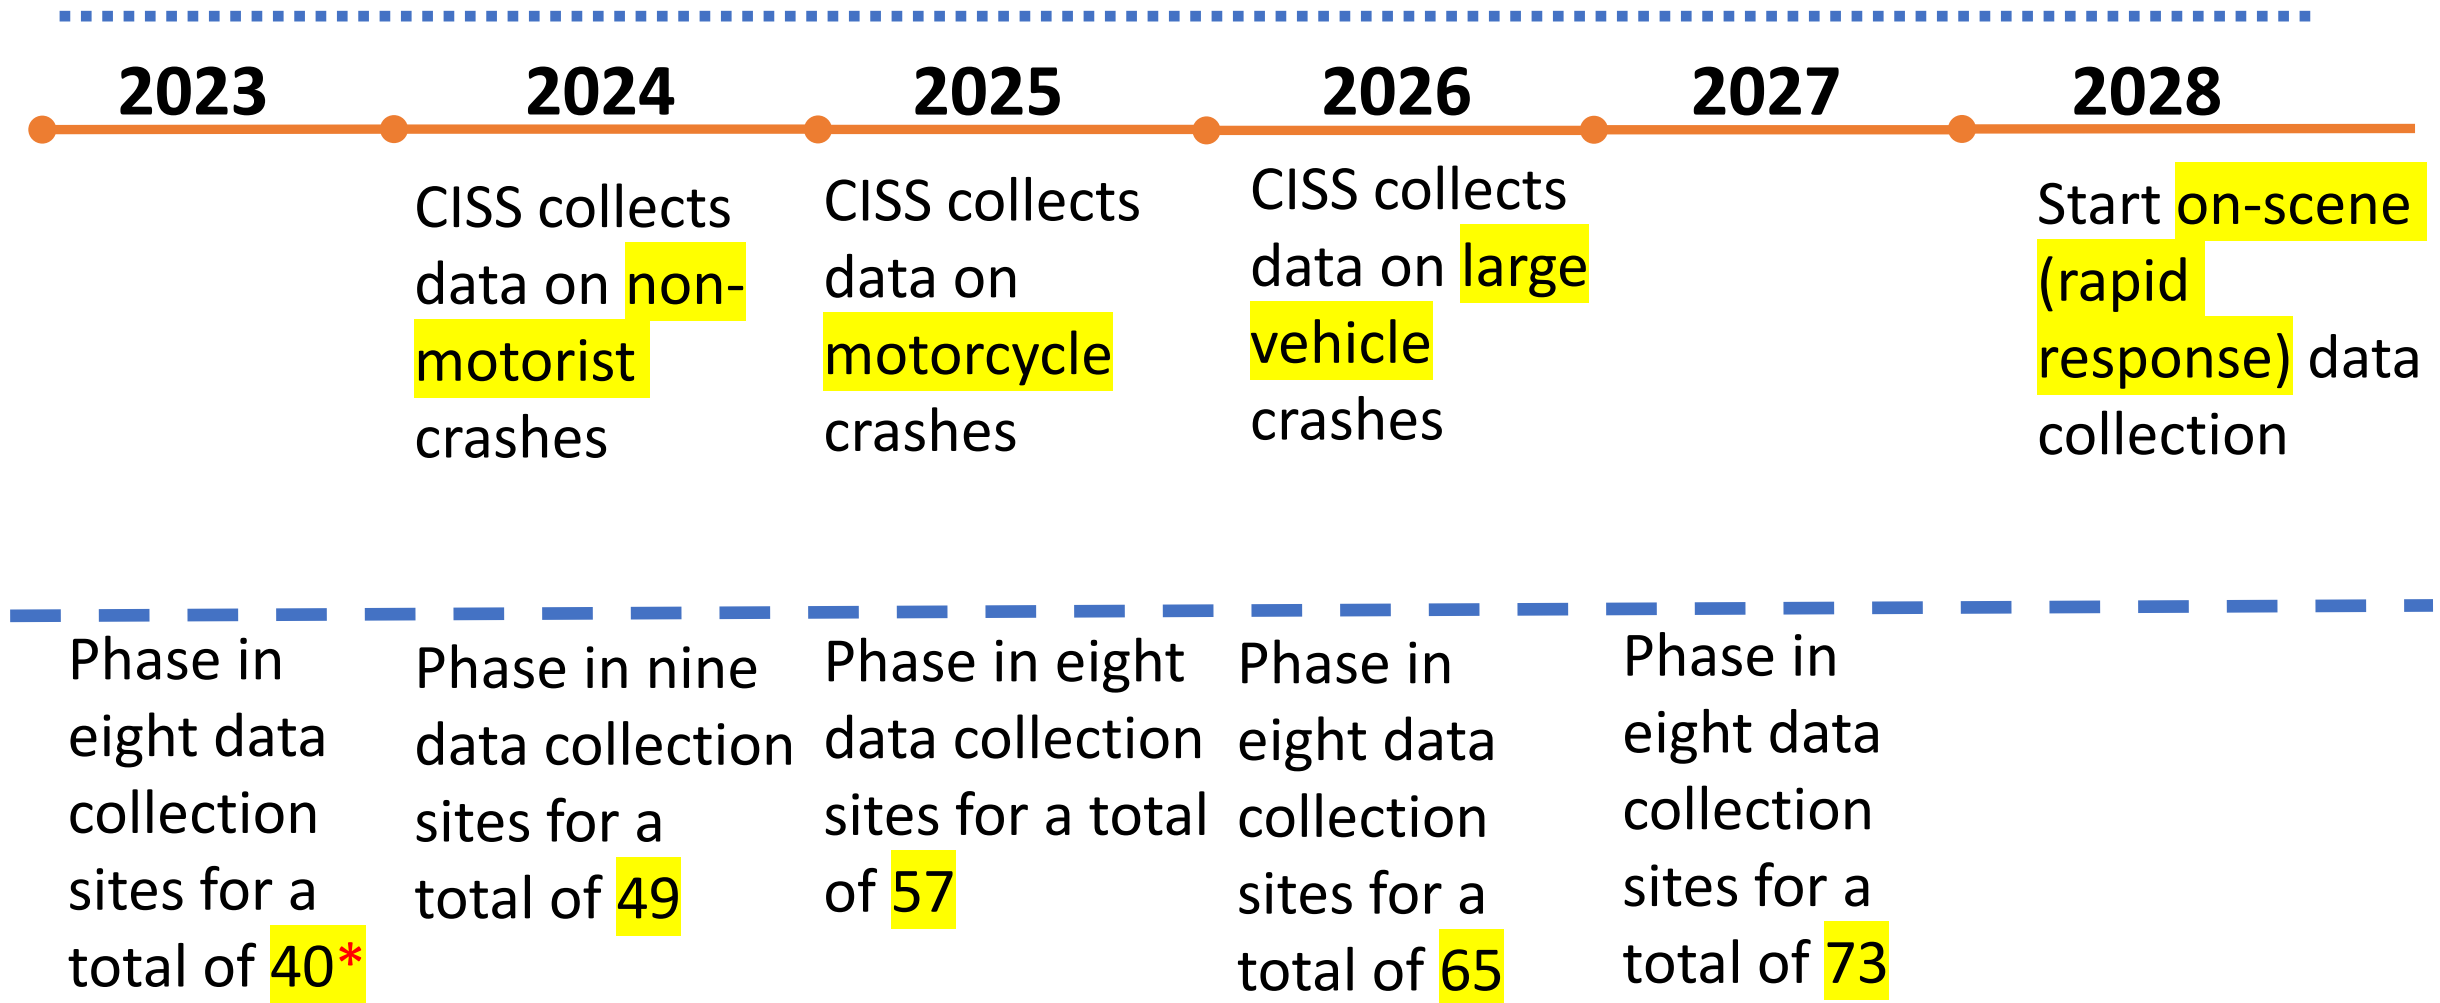 2023
2024
2025
2026
2027
2028
CISS collects
data on non-
motorist
crashes
CISS collects
data on
motorcycle
crashes
CISS collects
data on large
vehicle
crashes
Start on-scene
(rapid
response) data
collection
Phase in
eight data
collection
sites for a
total of 40*
Phase in nine
data collection
sites for a
total of 49
Phase in eight
data collection
sites for a total
of 57
Phase in
eight data
collection
sites for a
total of 65
Phase in
eight data
collection
sites for a
total of 73